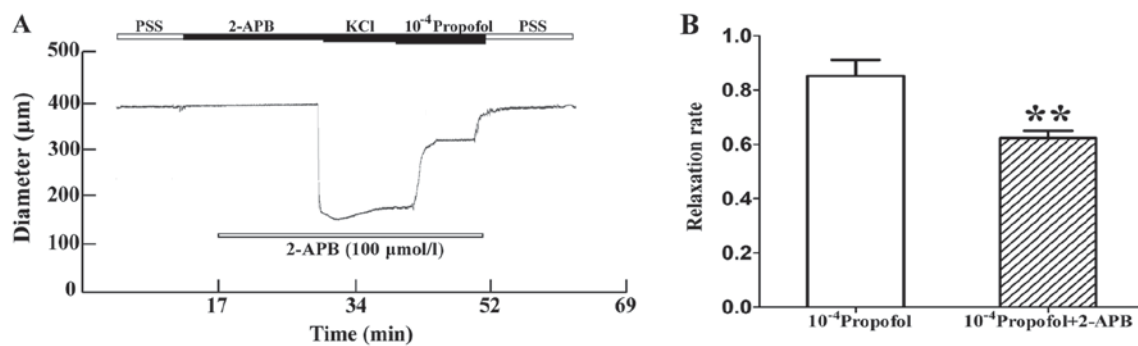 A
PSS 2-APB KCl 10⁻⁴Propofol PSS
500
400
300
200
100
0
Diameter (µm)
2-APB (100 µmol/l)
17 34 52 69
Time (min)
B
1.0
0.8
0.6
0.4
0.2
0.0
Relaxation rate
**
10⁻⁴Propofol 10⁻⁴Propofol+2-APB